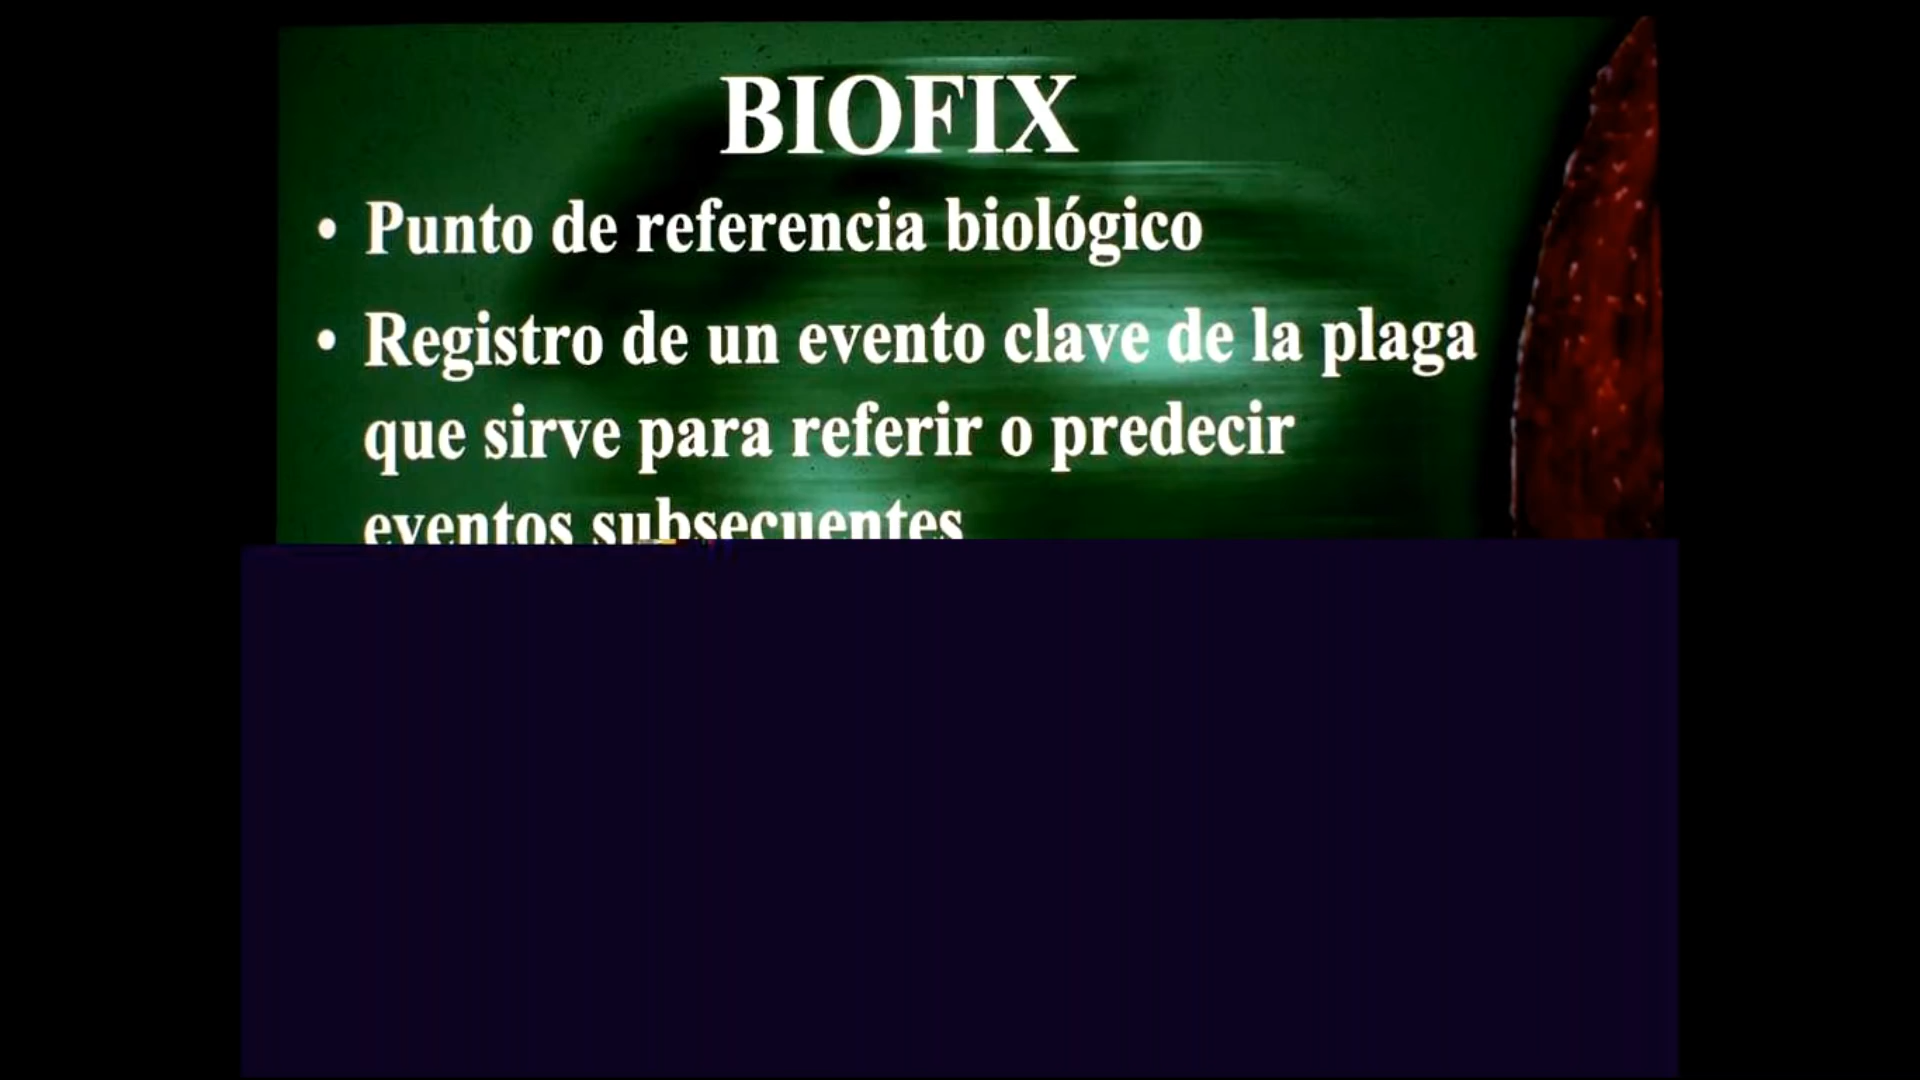 BIOFIX
• Punto de referencia biológico
• Registro de un evento clave de la plaga
que sirve para referir o predecir
eventos subsecuentes